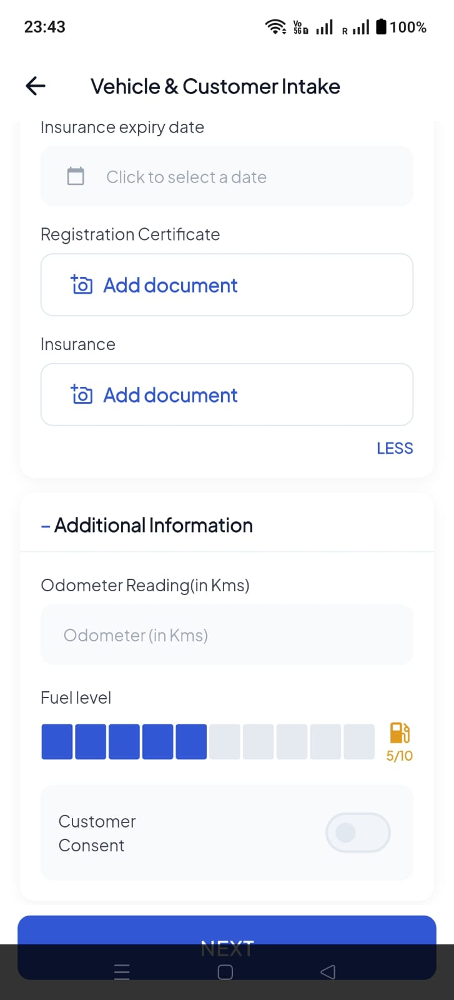 23:43
Vo
5G
R
100%
Vehicle & Customer Intake
Insurance expiry date
Click to select a date
Registration Certificate
Add document
Insurance
Add document
LESS
– Additional Information
Odometer Reading(in Kms)
Odometer (in Kms)
Fuel level
5/10
Customer
Consent
NEXT